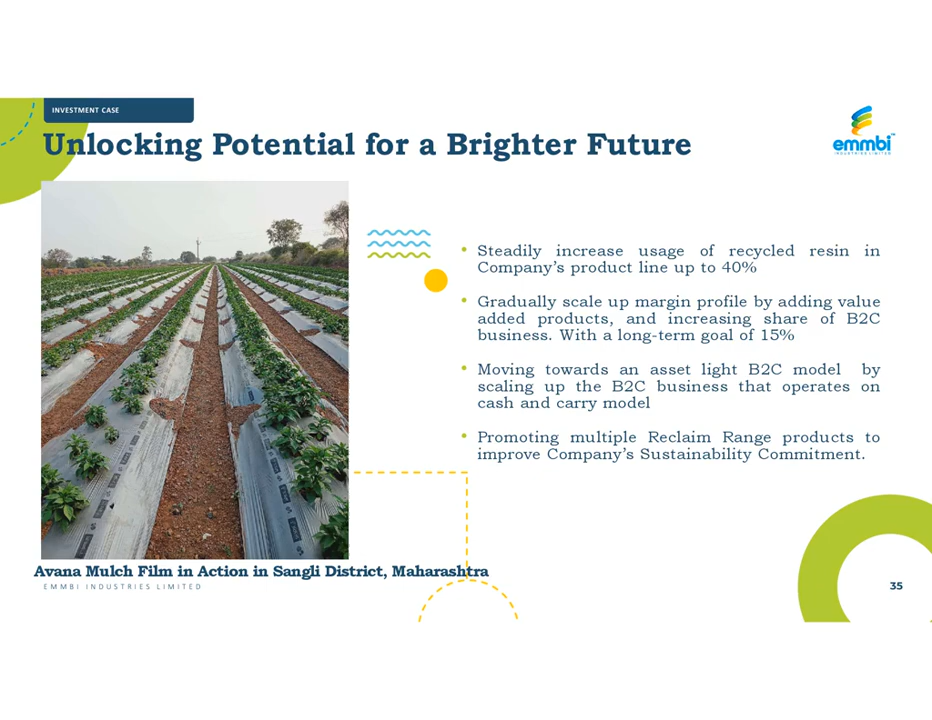 INVESTMENT CASE
Unlocking Potential for a Brighter Future
emmbi™
INDUSTRIES LIMITED
• Steadily increase usage of recycled resin in
Company's product line up to 40%
• Gradually scale up margin profile by adding value
added products, and increasing share of B2C
business. With a long-term goal of 15%
• Moving towards an asset light B2C model by
scaling up the B2C business that operates on
cash and carry model
• Promoting multiple Reclaim Range products to
improve Company's Sustainability Commitment.
Avana Mulch Film in Action in Sangli District, Maharashtra
EMMBI INDUSTRIES LIMITED
35